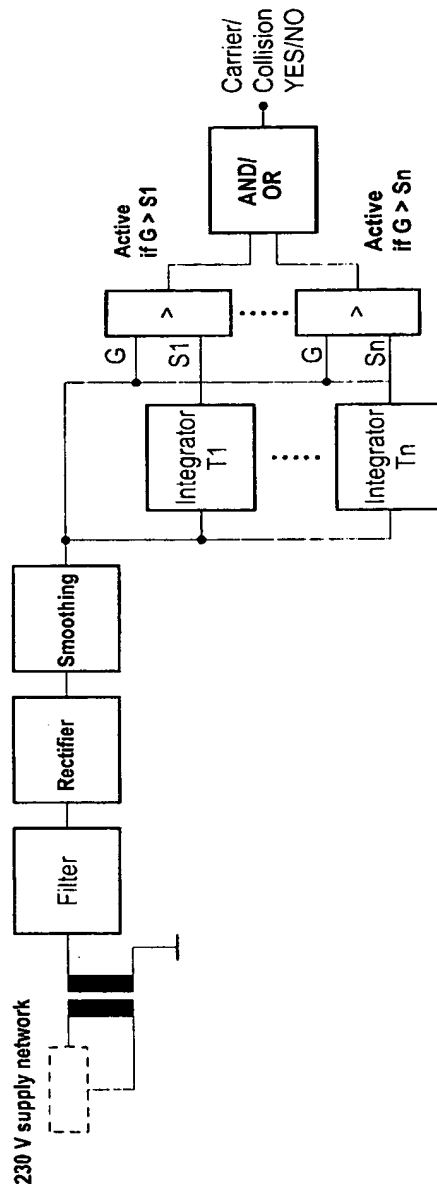 230 V supply network
Filter
Rectifier
Smoothing
Integrator
T1
Integrator
Tn
G
S1
G
Sn
>
>
Active
if G > S1
Active
if G > Sn
AND/
OR
Carrier/
Collision
YES/NO